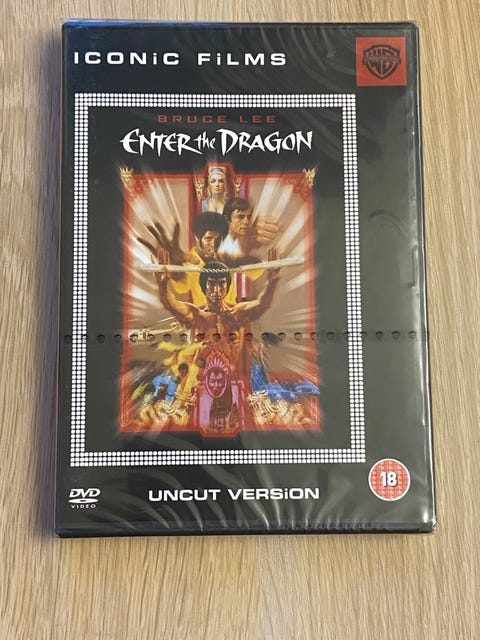 ICONiC FiLMS
WB
BRUCE LEE
ENTER the DRAGON
DVD
VIDEO
UNCUT VERSiON
18